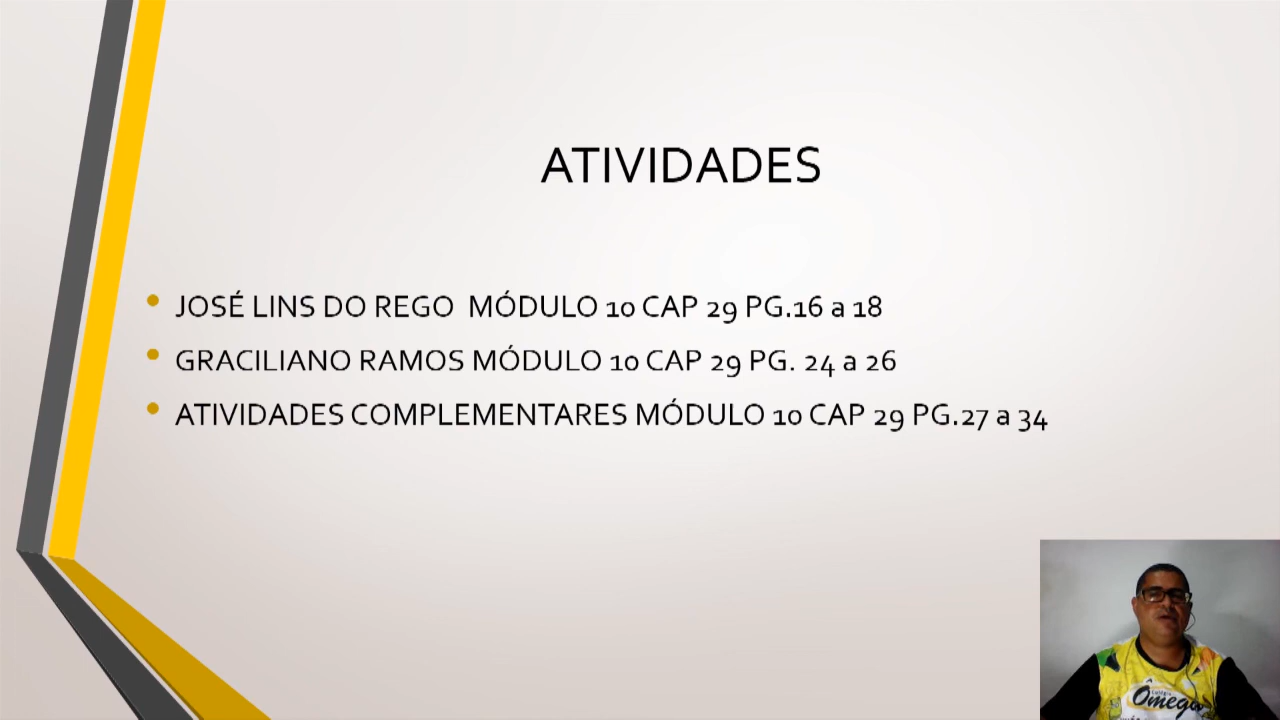 ATIVIDADES
JOSÉ LINS DO REGO MÓDULO 10 CAP 29 PG.16 a 18
GRACILIANO RAMOS MÓDULO 10 CAP 29 PG. 24 a 26
ATIVIDADES COMPLEMENTARES MÓDULO 10 CAP 29 PG.27 a 34
Colégio
Ômega